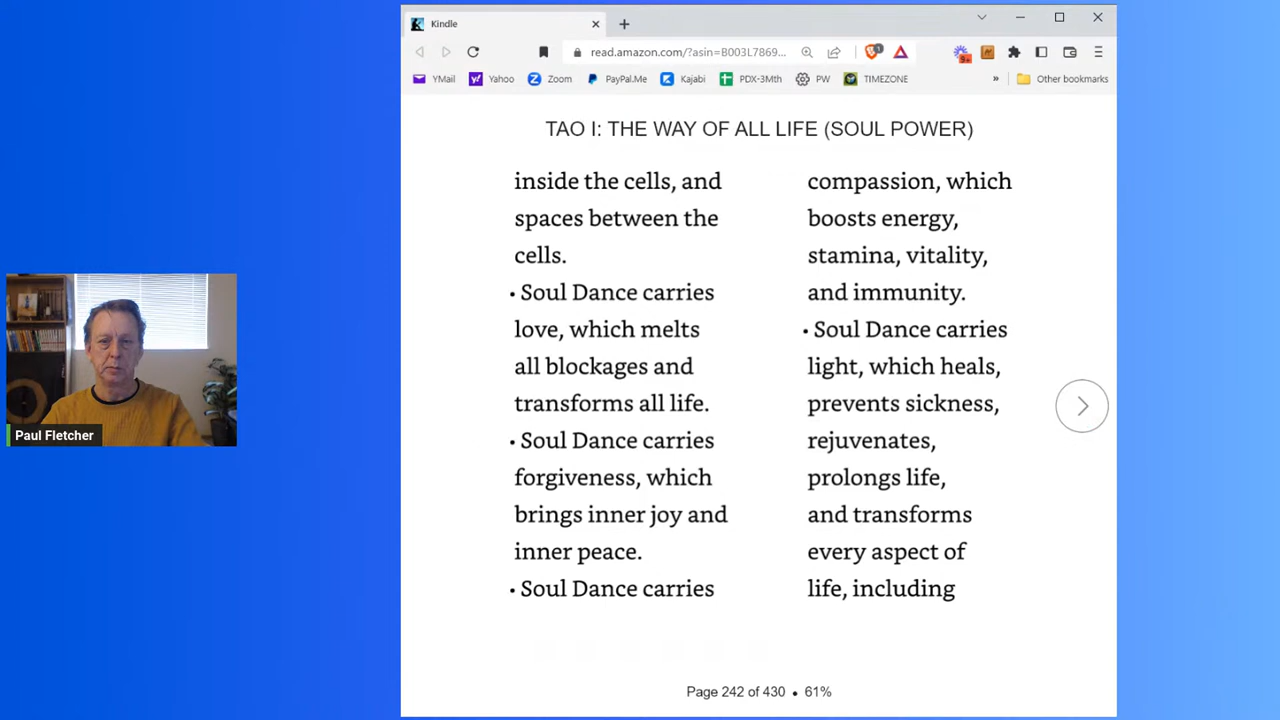 Kindle
read.amazon.com/?asin=B003L7869...
1
9+
YMail
Yahoo
Zoom
PayPal.Me
Kajabi
PDX-3Mth
PW
TIMEZONE
»
Other bookmarks
TAO I: THE WAY OF ALL LIFE (SOUL POWER)
inside the cells, and
spaces between the
cells.
• Soul Dance carries
love, which melts
all blockages and
transforms all life.
• Soul Dance carries
forgiveness, which
brings inner joy and
inner peace.
• Soul Dance carries
compassion, which
boosts energy,
stamina, vitality,
and immunity.
• Soul Dance carries
light, which heals,
prevents sickness,
rejuvenates,
prolongs life,
and transforms
every aspect of
life, including
Page 242 of 430 • 61%
Paul Fletcher